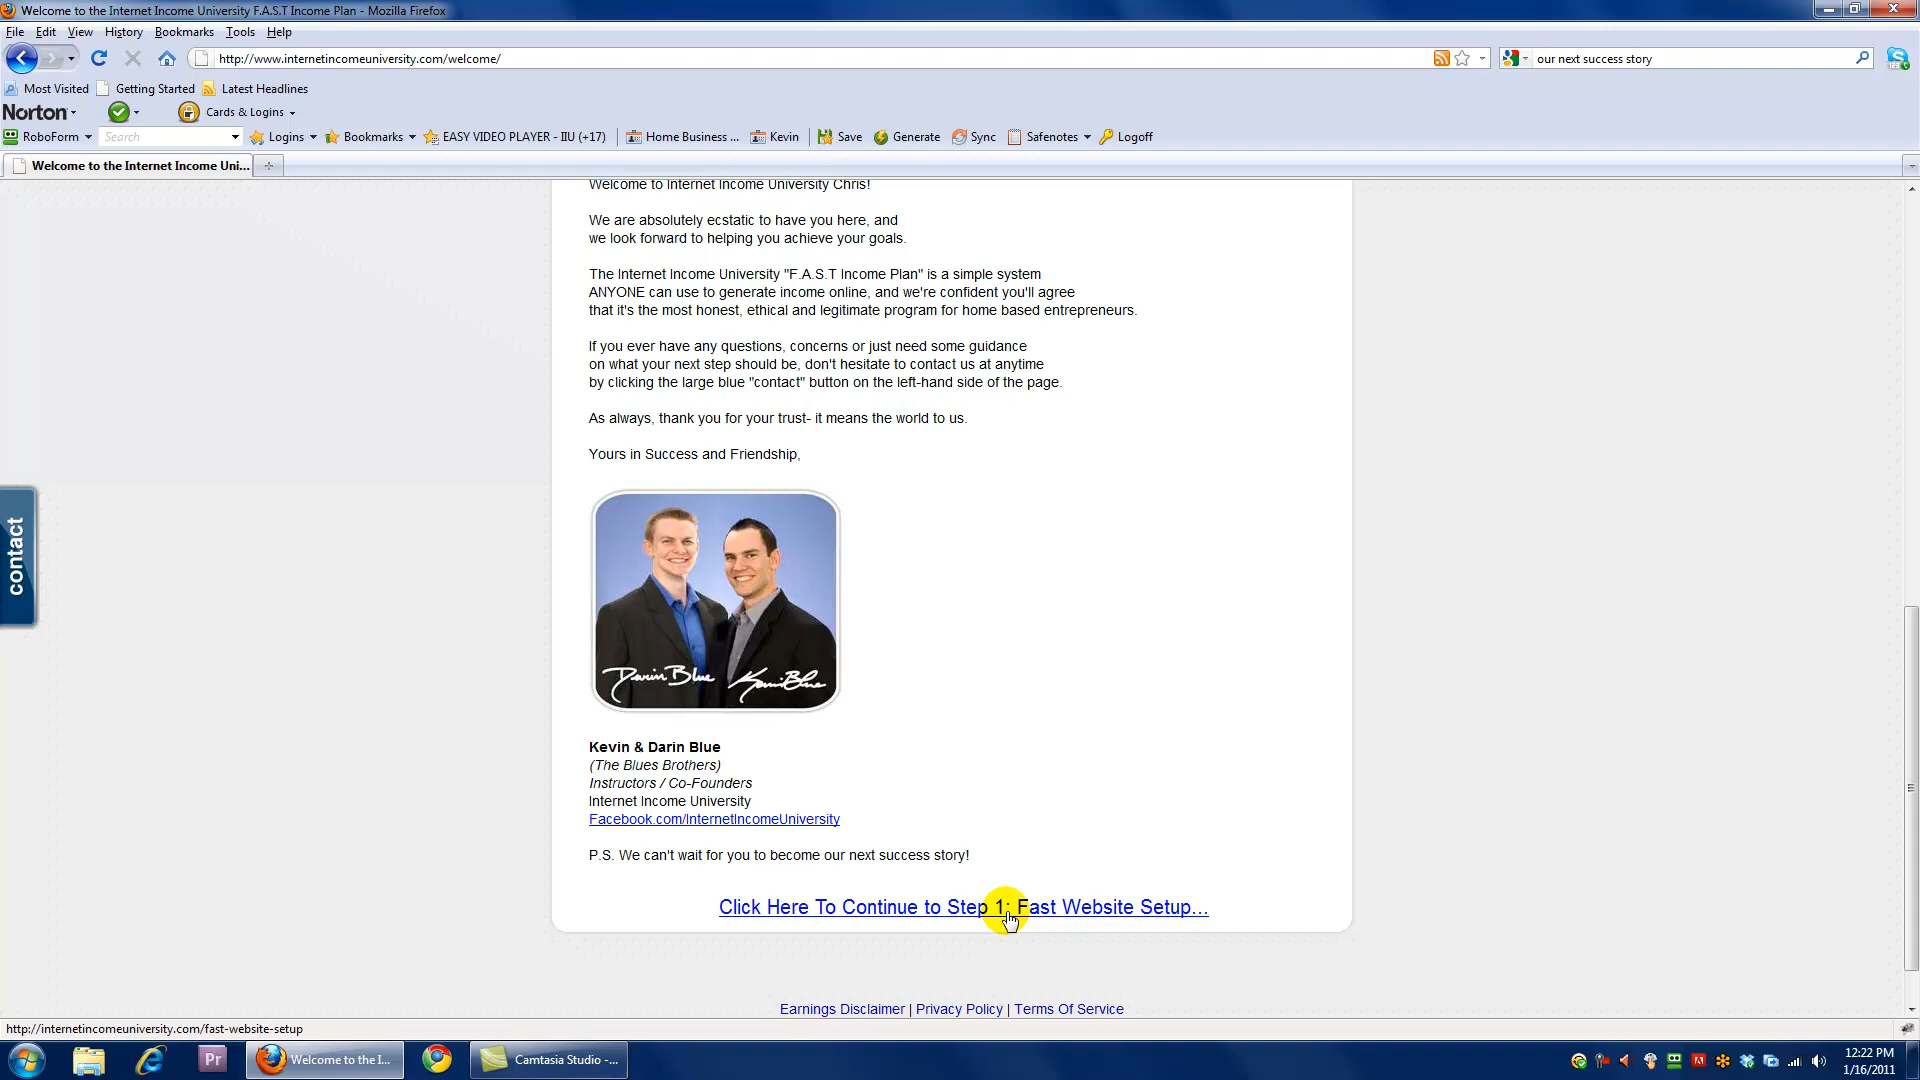 Welcome to the Internet Income University F.A.S.T Income Plan - Mozilla Firefox
File Edit View History Bookmarks Tools Help
http://www.internetincomeuniversity.com/welcome/
our next success story
Most Visited Getting Started Latest Headlines
Norton Cards & Logins
RoboForm Search Logins Bookmarks EASY VIDEO PLAYER - IIU (+17) Home Business ... Kevin Save Generate Sync Safenotes Logoff
Welcome to the Internet Income Uni...
Welcome to Internet Income University Chris!
We are absolutely ecstatic to have you here, and
we look forward to helping you achieve your goals.
The Internet Income University "F.A.S.T Income Plan" is a simple system
ANYONE can use to generate income online, and we're confident you'll agree
that it's the most honest, ethical and legitimate program for home based entrepreneurs.
If you ever have any questions, concerns or just need some guidance
on what your next step should be, don't hesitate to contact us at anytime
by clicking the large blue "contact" button on the left-hand side of the page.
As always, thank you for your trust- it means the world to us.
Yours in Success and Friendship,
contact
Darin Blue Kevin Blue
Kevin & Darin Blue
(The Blues Brothers)
Instructors / Co-Founders
Internet Income University
Facebook.com/InternetIncomeUniversity
P.S. We can't wait for you to become our next success story!
Click Here To Continue to Step 1: Fast Website Setup...
Earnings Disclaimer | Privacy Policy | Terms Of Service
http://internetincomeuniversity.com/fast-website-setup
Pr Welcome to the I... Camtasia Studio -...
12:22 PM
1/16/2011